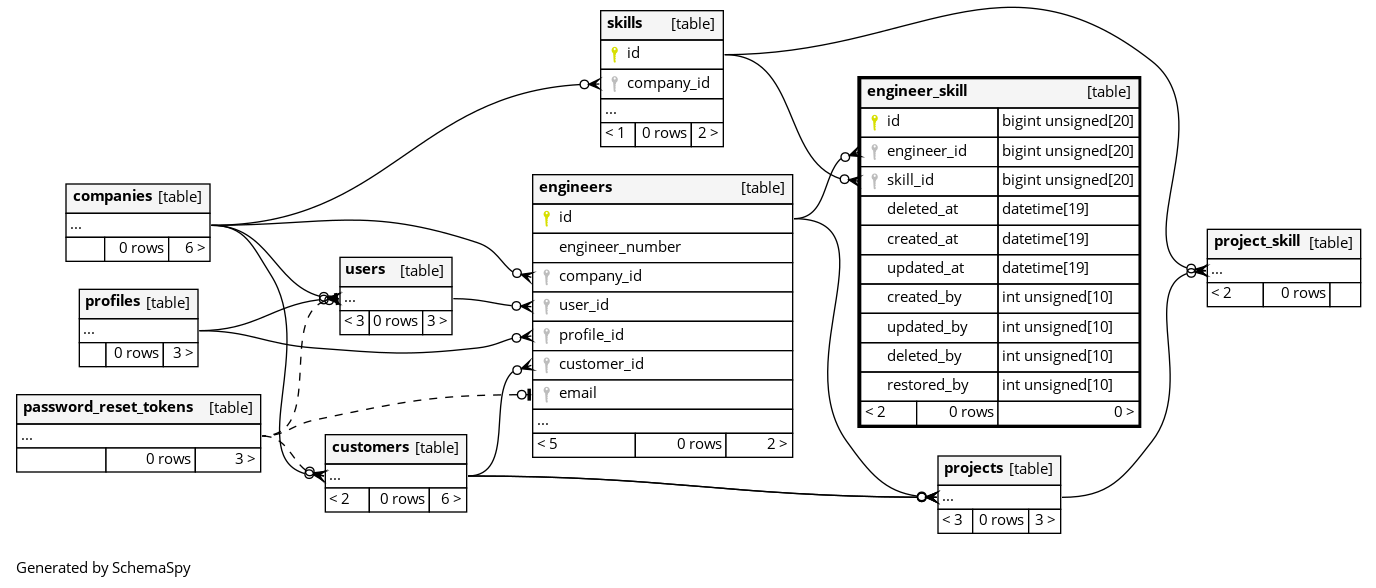 skills [table]
id
company_id
...
< 1 0 rows 2 >
engineer_skill [table]
id bigint unsigned[20]
engineer_id bigint unsigned[20]
skill_id bigint unsigned[20]
deleted_at datetime[19]
created_at datetime[19]
updated_at datetime[19]
created_by int unsigned[10]
updated_by int unsigned[10]
deleted_by int unsigned[10]
restored_by int unsigned[10]
< 2 0 rows 0 >
engineers [table]
id
engineer_number
company_id
user_id
profile_id
customer_id
email
...
< 5 0 rows 2 >
companies [table]
...
0 rows 6 >
users [table]
...
< 3 0 rows 3 >
profiles [table]
...
0 rows 3 >
password_reset_tokens [table]
...
0 rows 3 >
customers [table]
...
< 2 0 rows 6 >
project_skill [table]
...
< 2 0 rows
projects [table]
...
< 3 0 rows 3 >
Generated by SchemaSpy